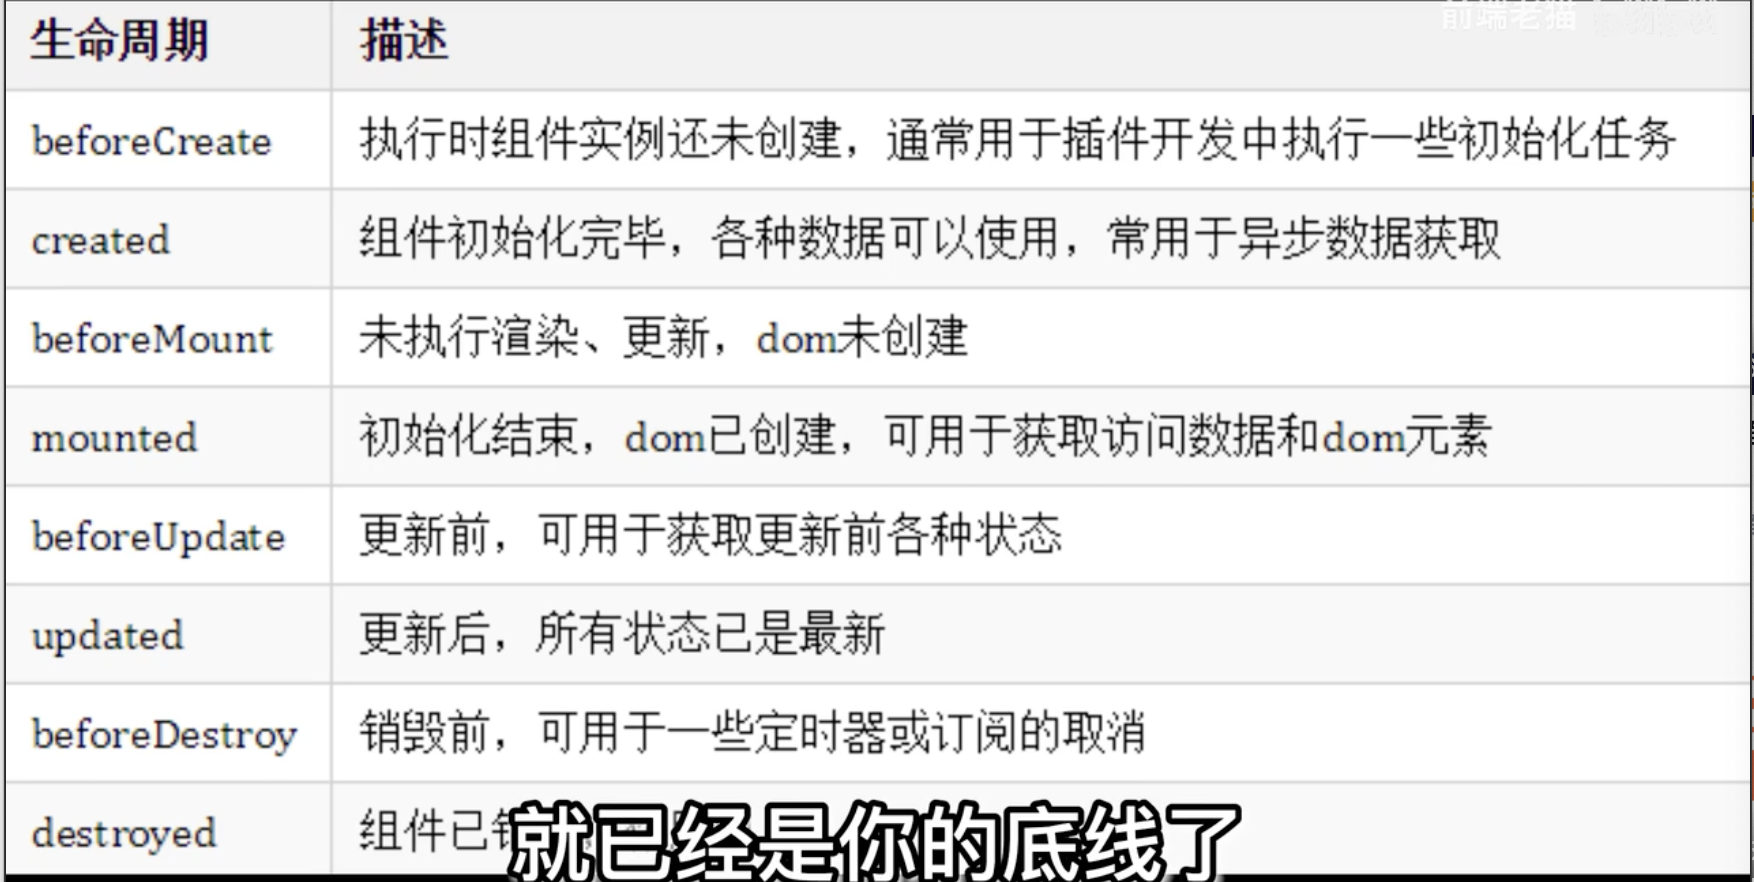 前端老猫
生命周期 描述
beforeCreate 执行时组件实例还未创建，通常用于插件开发中执行一些初始化任务
created 组件初始化完毕，各种数据可以使用，常用于异步数据获取
beforeMount 未执行渲染、更新，dom未创建
mounted 初始化结束，dom已创建，可用于获取访问数据和dom元素
beforeUpdate 更新前，可用于获取更新前各种状态
updated 更新后，所有状态已是最新
beforeDestroy 销毁前，可用于一些定时器或订阅的取消
destroyed 组件已
就已经是你的底线了